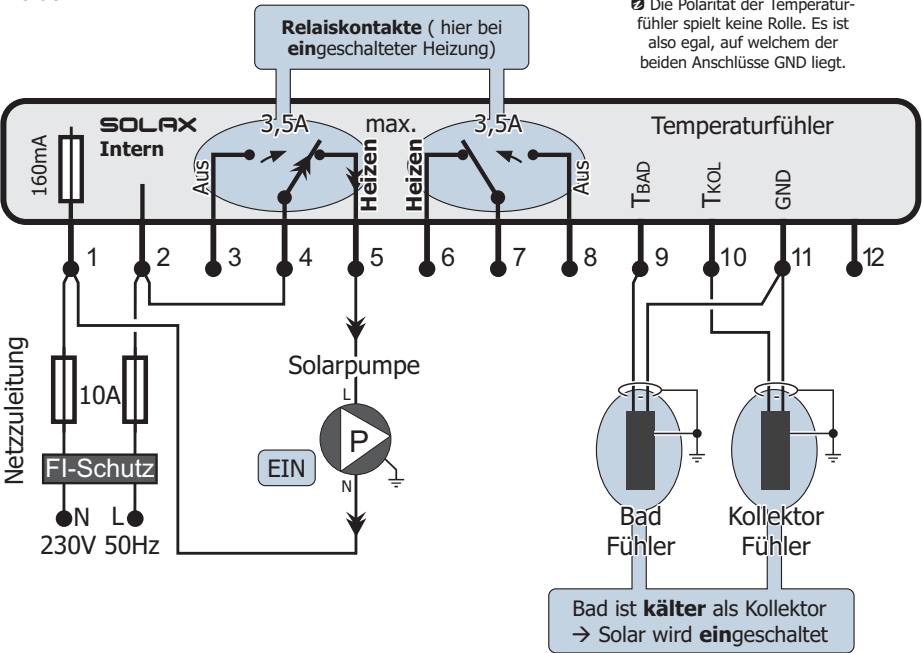 ❷ Die Polarität der Temperatur-
fühler spielt keine Rolle. Es ist
also egal, auf welchem der
beiden Anschlüsse GND liegt.
Relaiskontakte ( hier bei
eingeschalteter Heizung)
SOLAX
Intern
160mA
3,5A
max.
3,5A
Temperaturfühler
Aus
Heizen
Heizen
Aus
TBAD
TKOL
GND
1
2
3
4
5
6
7
8
9
10
11
12
Netzzuleitung
10A
FI-Schutz
N
L
230V 50Hz
Solarpumpe
L
P
EIN
N
Bad
Fühler
Kollektor
Fühler
Bad ist kälter als Kollektor
→ Solar wird eingeschaltet